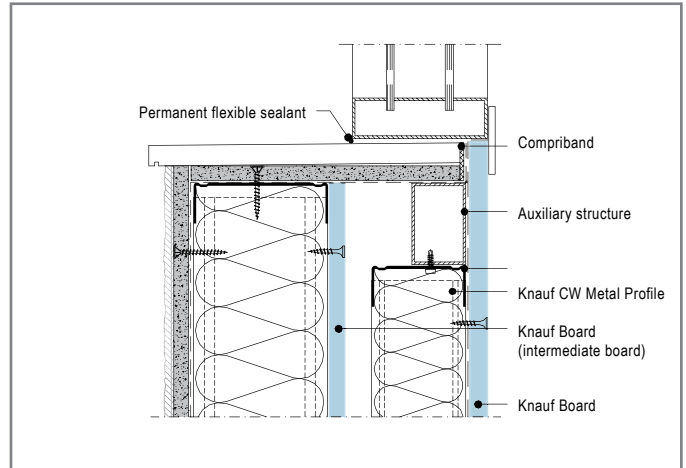 Permanent flexible sealant
Compriband
Auxiliary structure
Knauf CW Metal Profile
Knauf Board
(intermediate board)
Knauf Board